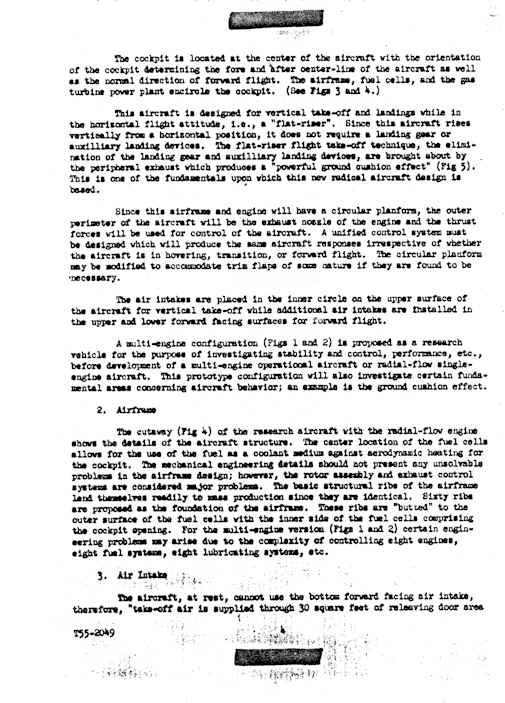 The cockpit is located at the center of the aircraft with the orientation
of the cockpit determining the fore and after center-line of the aircraft as well
as the normal direction of forward flight. The airframe, fuel cells, and the gas
turbine power plant encircle the cockpit. (See Figs 3 and 4.)
This aircraft is designed for vertical take-off and landings while in
the horizontal flight attitude, i.e., a "flat-riser". Since this aircraft rises
vertically from a horizontal position, it does not require a landing gear or
auxilliary landing devices. The flat-riser flight take-off technique, the elimi-
nation of the landing gear and auxilliary landing devices, are brought about by
the peripheral exhaust which produces a "powerful ground cushion effect" (Fig 5).
This is one of the fundamentals upon which this new radical aircraft design is
based.
Since this airframe and engine will have a circular planform, the outer
perimeter of the aircraft will be the exhaust nozzle of the engine and the thrust
forces will be used for control of the aircraft. A unified control system must
be designed which will produce the same aircraft responses irrespective of whether
the aircraft is in hovering, transition, or forward flight. The circular planform
may be modified to accommodate trim flaps of some nature if they are found to be
necessary.
The air intakes are placed in the inner circle on the upper surface of
the aircraft for vertical take-off while additional air intakes are installed in
the upper and lower forward facing surfaces for forward flight.
A multi-engine configuration (Figs 1 and 2) is proposed as a research
vehicle for the purpose of investigating stability and control, performance, etc.,
before development of a multi-engine operational aircraft or radial-flow single-
engine aircraft. This prototype configuration will also investigate certain funda-
mental areas concerning aircraft behavior; an example is the ground cushion effect.
2. Airframe
The cutaway (Fig 4) of the research aircraft with the radial-flow engine
shows the details of the aircraft structure. The center location of the fuel cells
allows for the use of the fuel as a coolant medium against aerodynamic heating for
the cockpit. The mechanical engineering details should not present any unsolvable
problems in the airframe design; however, the rotor assembly and exhaust control
systems are considered major problems. The basic structural ribs of the airframe
lend themselves readily to mass production since they are identical. Sixty ribs
are proposed as the foundation of the airframe. These ribs are "butted" to the
outer surface of the fuel cells with the inner side of the fuel cells comprising
the cockpit opening. For the multi-engine version (Figs 1 and 2) certain engin-
eering problems may arise due to the complexity of controlling eight engines,
eight fuel systems, eight lubricating systems, etc.
3. Air Intake
The aircraft, at rest, cannot use the bottom forward facing air intake,
therefore, "take-off air is supplied through 30 square feet of releaving door area
T55-2049